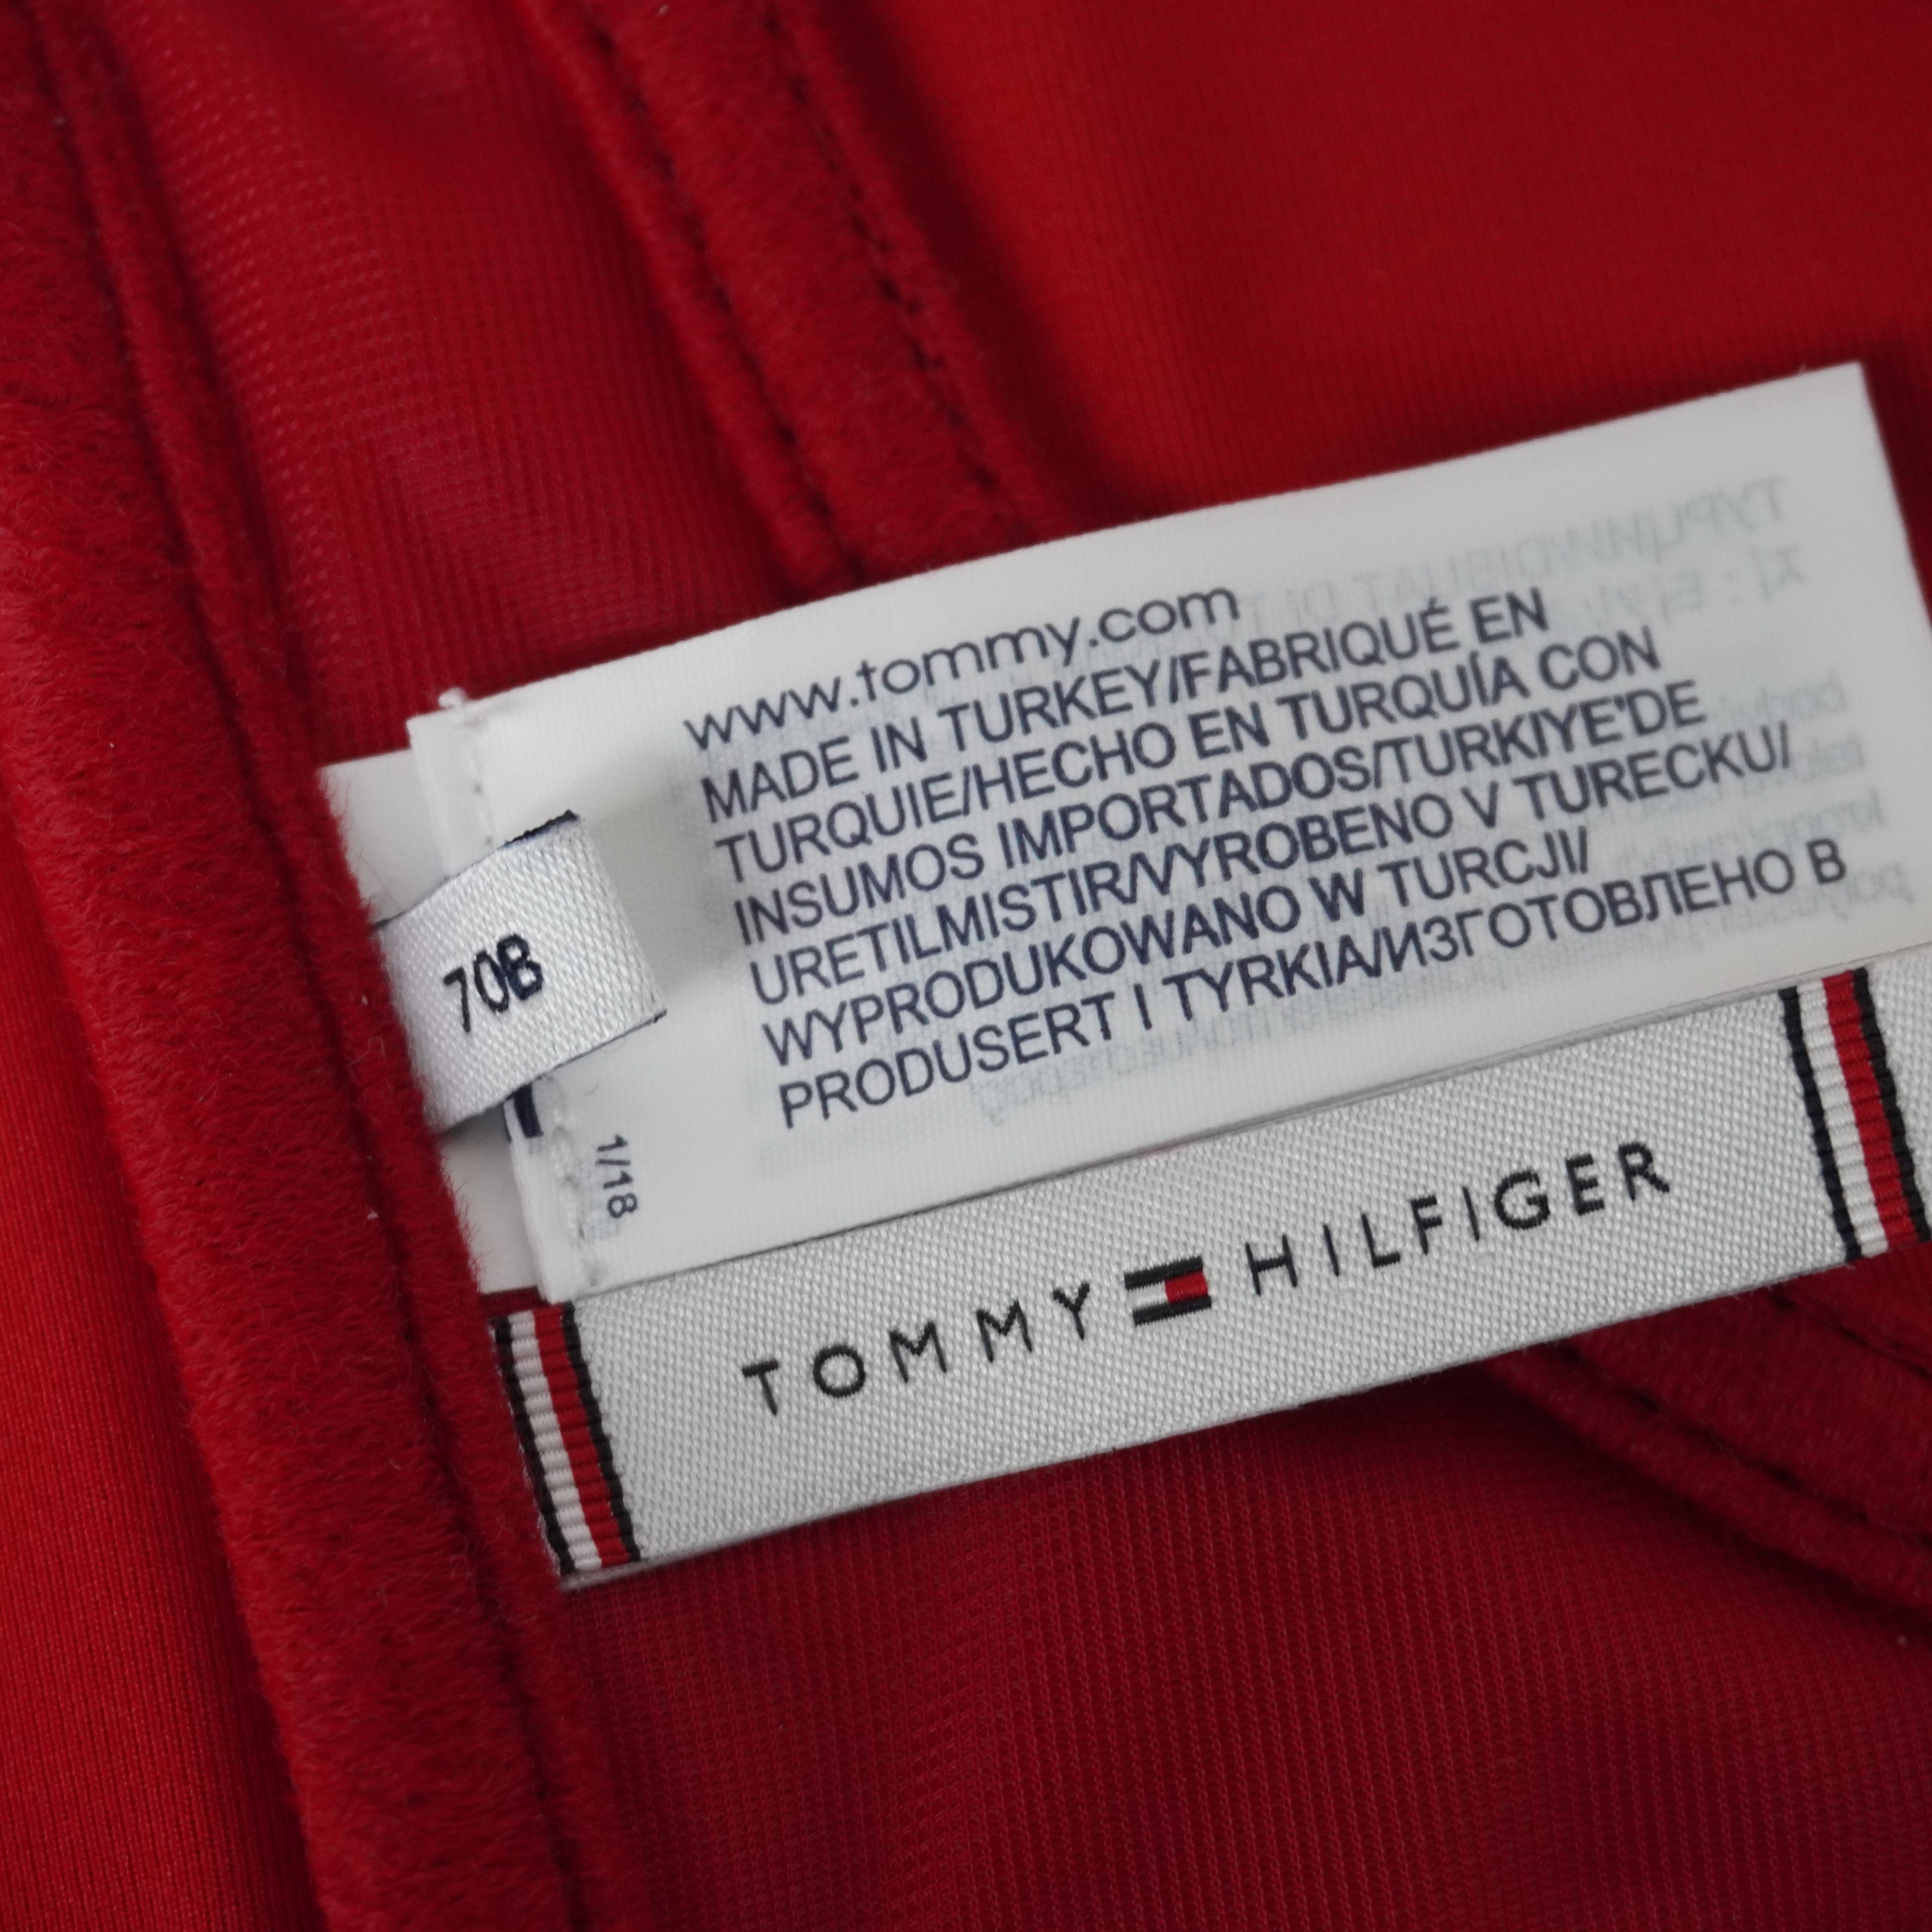 www.tommy.com
MADE IN TURKEY/FABRIQUÉ EN
TURQUIE/HECHO EN TURQUÍA CON
INSUMOS IMPORTADOS/TURKIYE'DE
URETILMISTIR/VYROBENO V TURECKU/
WYPRODUKOWANO W TURCJI/
PRODUSERT I TYRKIA/ИЗГОТОВЛЕНО В
70B
1/18
TOMMY HILFIGER